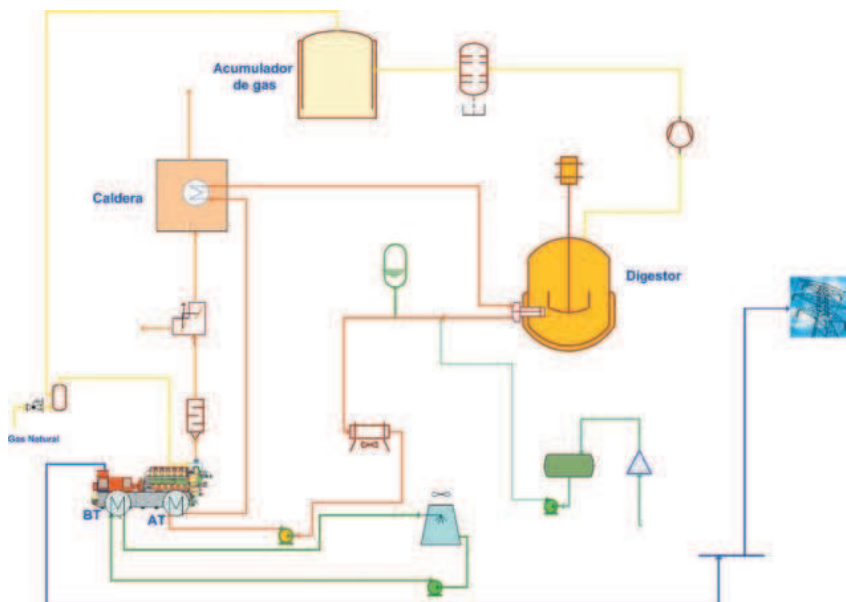 Acumulador
de gas
Caldera
Digestor
Gas Natural
BT
AT